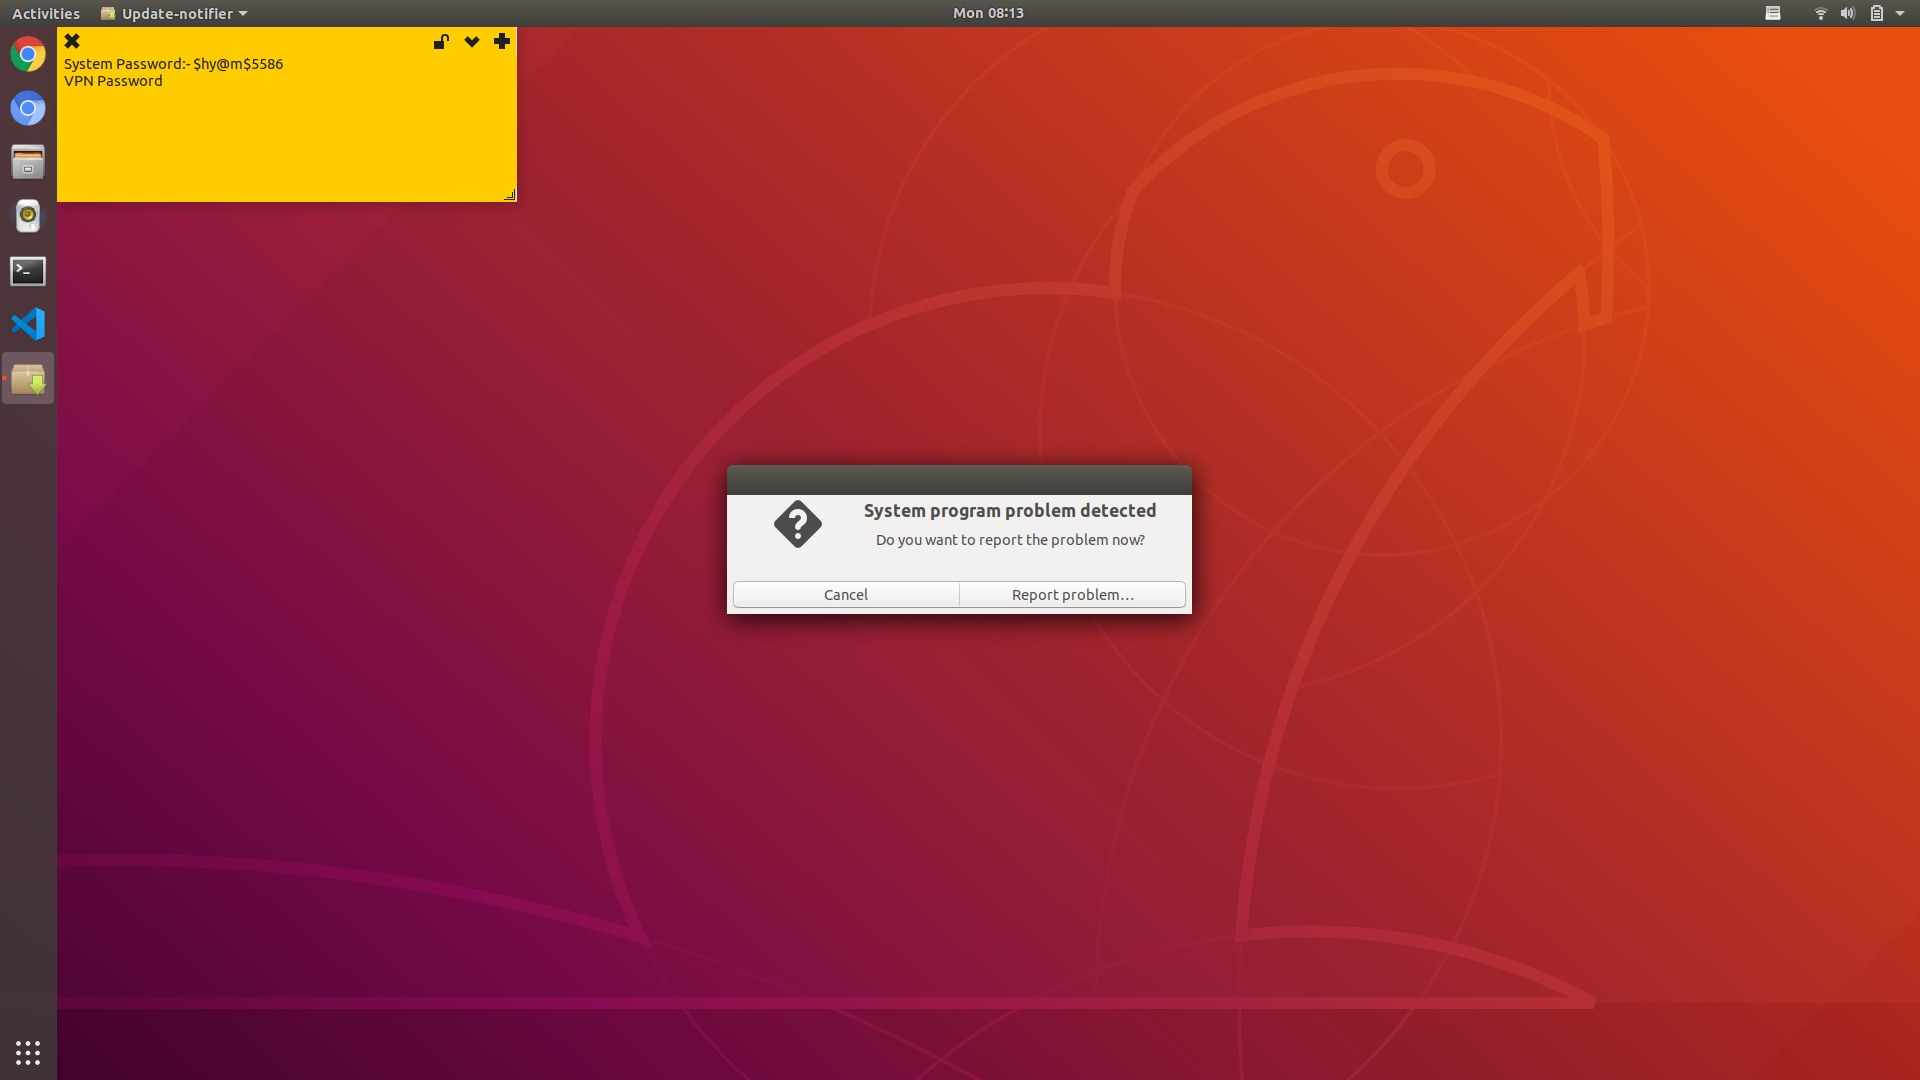 Activities Update-notifier Mon 08:13
System Password:- $hy@m$5586
VPN Password
System program problem detected
Do you want to report the problem now?
Cancel Report problem…